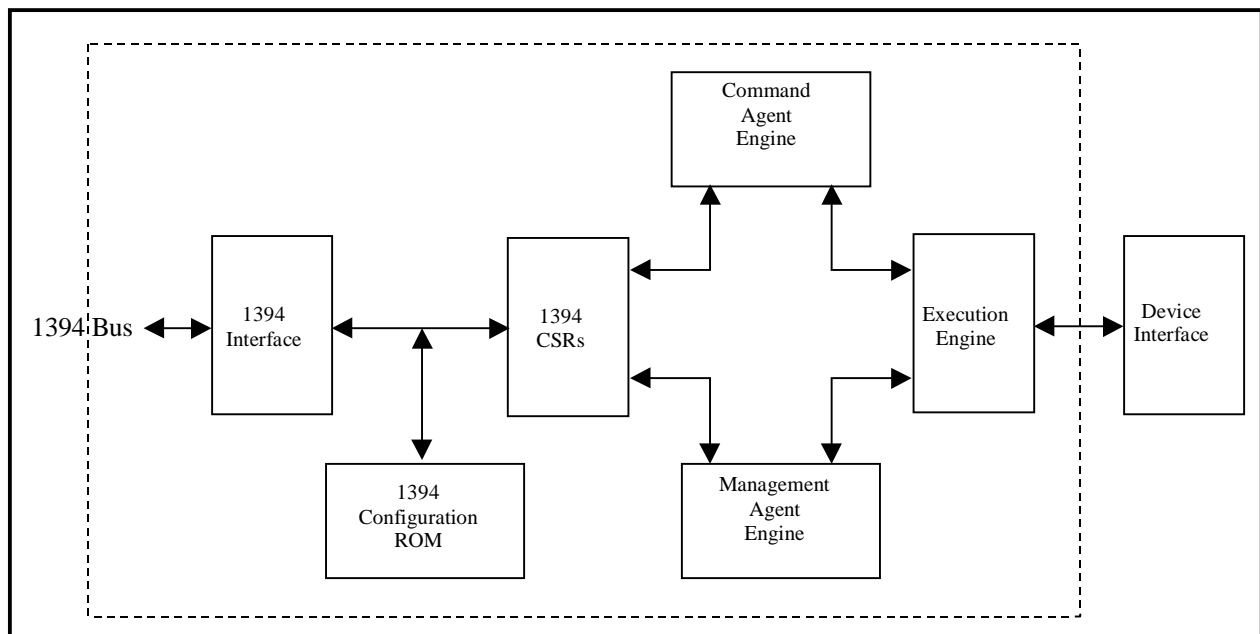 Command
Agent
Engine
1394 Bus
1394
Interface
1394
CSRs
Execution
Engine
Device
Interface
1394
Configuration
ROM
Management
Agent
Engine